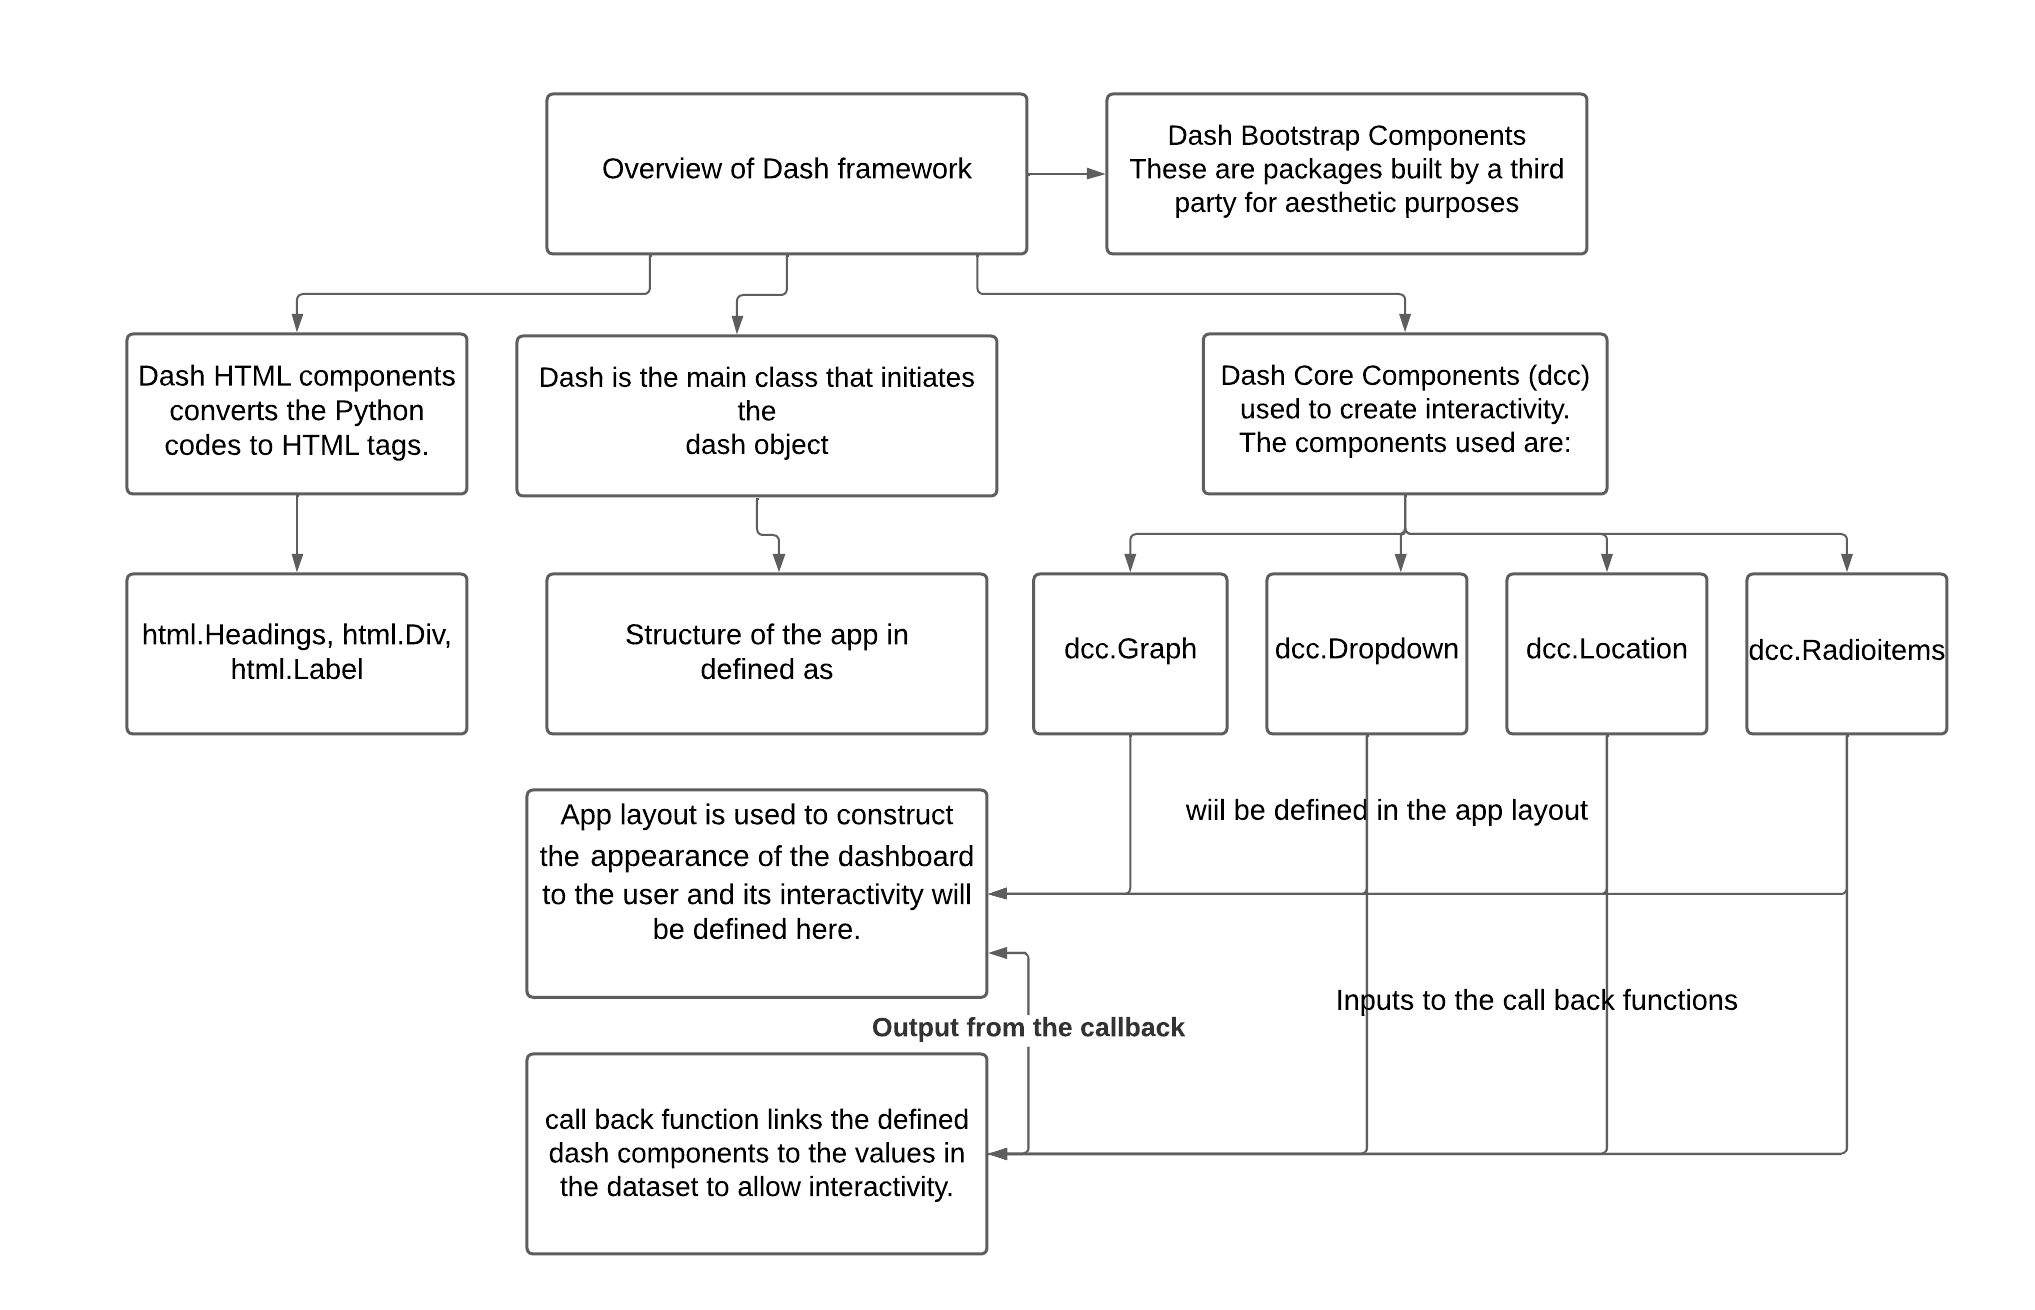 Overview of Dash framework
Dash Bootstrap Components
These are packages built by a third
party for aesthetic purposes
Dash HTML components
converts the Python
codes to HTML tags.
Dash is the main class that initiates
the
dash object
Dash Core Components (dcc)
used to create interactivity.
The components used are:
html.Headings, html.Div,
html.Label
Structure of the app in
defined as
dcc.Graph
dcc.Dropdown
dcc.Location
dcc.Radioitems
wiil be defined in the app layout
App layout is used to construct
the appearance of the dashboard
to the user and its interactivity will
be defined here.
Inputs to the call back functions
Output from the callback
call back function links the defined
dash components to the values in
the dataset to allow interactivity.